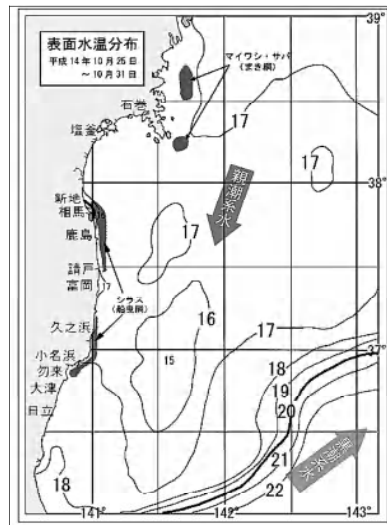 表面水温分布
平成14年10月25日
～10月31日
39°
マイワシ・サバ
(まき網)
石巻
塩釜
17
17
38°
親潮系水
新地
相馬
鹿島
請戸
富岡
17
17
シラス
(船曳網)
久之浜
16
17
小名浜
勿来
大津
日立
15
37°
18
19
20
21
22
黒潮系水
18
141°
142°
143°